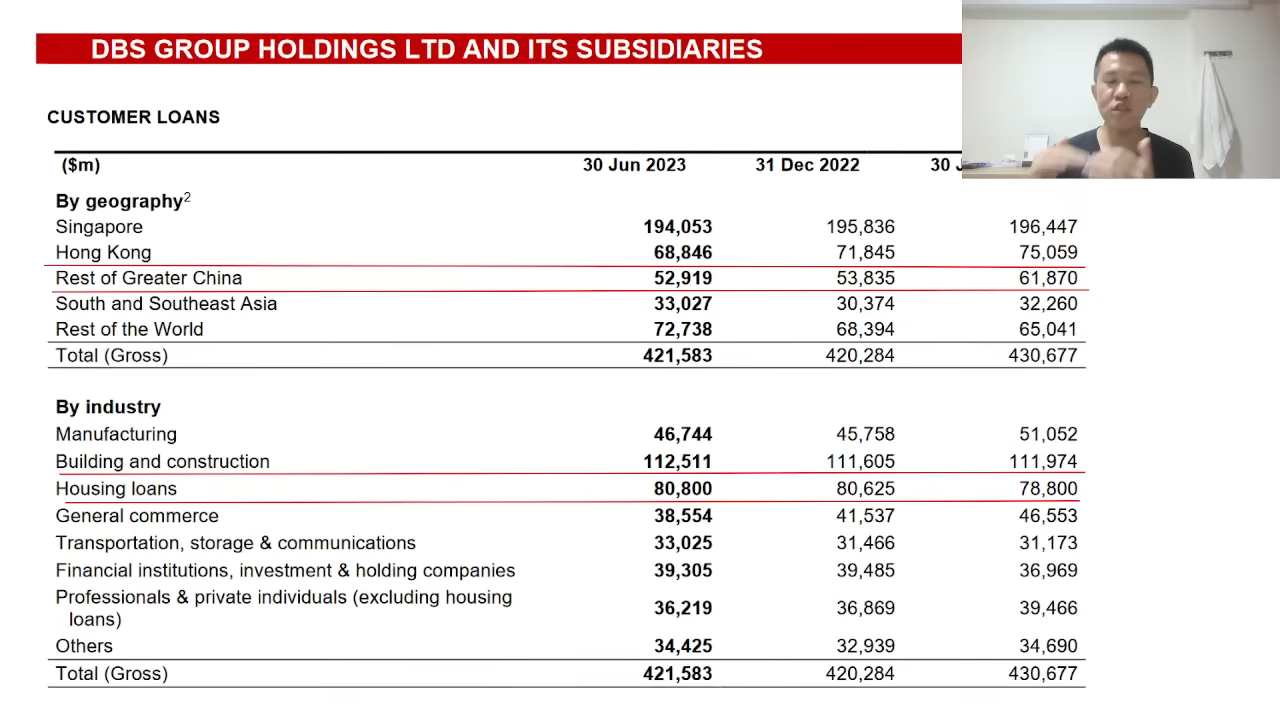 DBS GROUP HOLDINGS LTD AND ITS SUBSIDIARIES
CUSTOMER LOANS
($m) 30 Jun 2023 31 Dec 2022 30
By geography2
Singapore 194,053 195,836 196,447
Hong Kong 68,846 71,845 75,059
Rest of Greater China 52,919 53,835 61,870
South and Southeast Asia 33,027 30,374 32,260
Rest of the World 72,738 68,394 65,041
Total (Gross) 421,583 420,284 430,677
By industry
Manufacturing 46,744 45,758 51,052
Building and construction 112,511 111,605 111,974
Housing loans 80,800 80,625 78,800
General commerce 38,554 41,537 46,553
Transportation, storage & communications 33,025 31,466 31,173
Financial institutions, investment & holding companies 39,305 39,485 36,969
Professionals & private individuals (excluding housing
loans) 36,219 36,869 39,466
Others 34,425 32,939 34,690
Total (Gross) 421,583 420,284 430,677